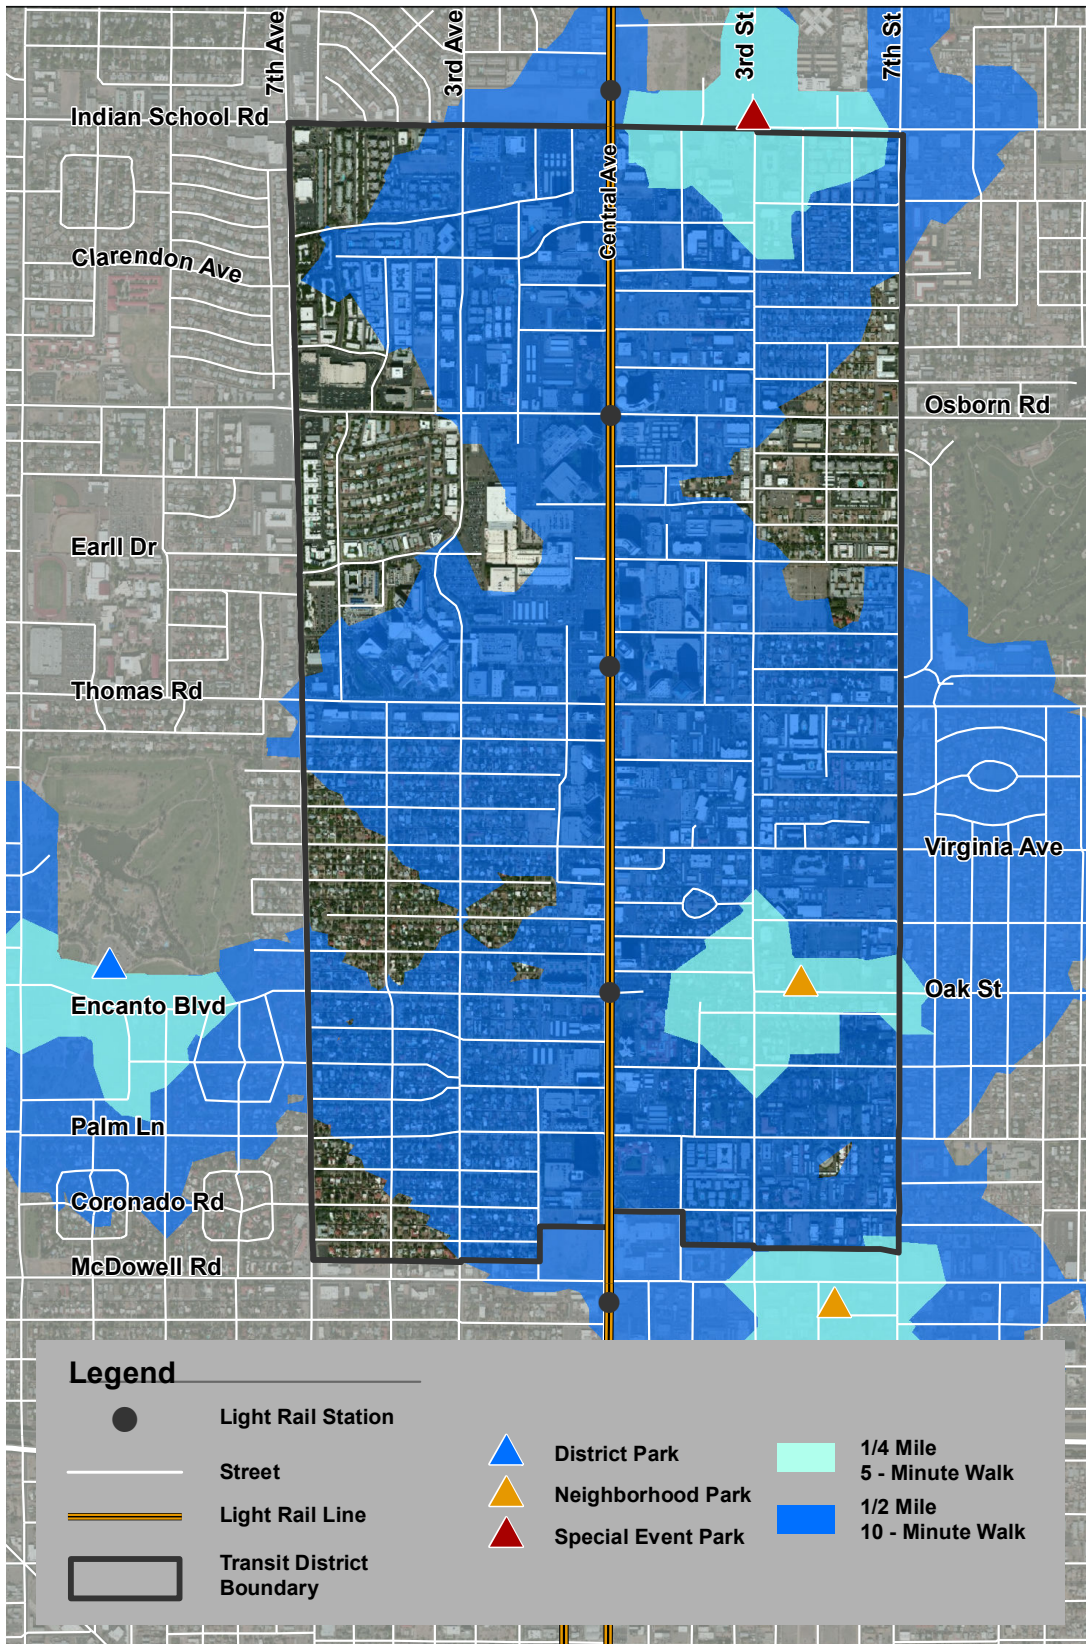 7th Ave
3rd Ave
3rd St
7th St
Indian School Rd
Central Ave
Clarendon Ave
Osborn Rd
Earll Dr
Thomas Rd
Virginia Ave
Oak St
Encanto Blvd
Palm Ln
Coronado Rd
McDowell Rd
Legend
Light Rail Station
Street
Light Rail Line
Transit District
Boundary
District Park
Neighborhood Park
Special Event Park
1/4 Mile
5 - Minute Walk
1/2 Mile
10 - Minute Walk